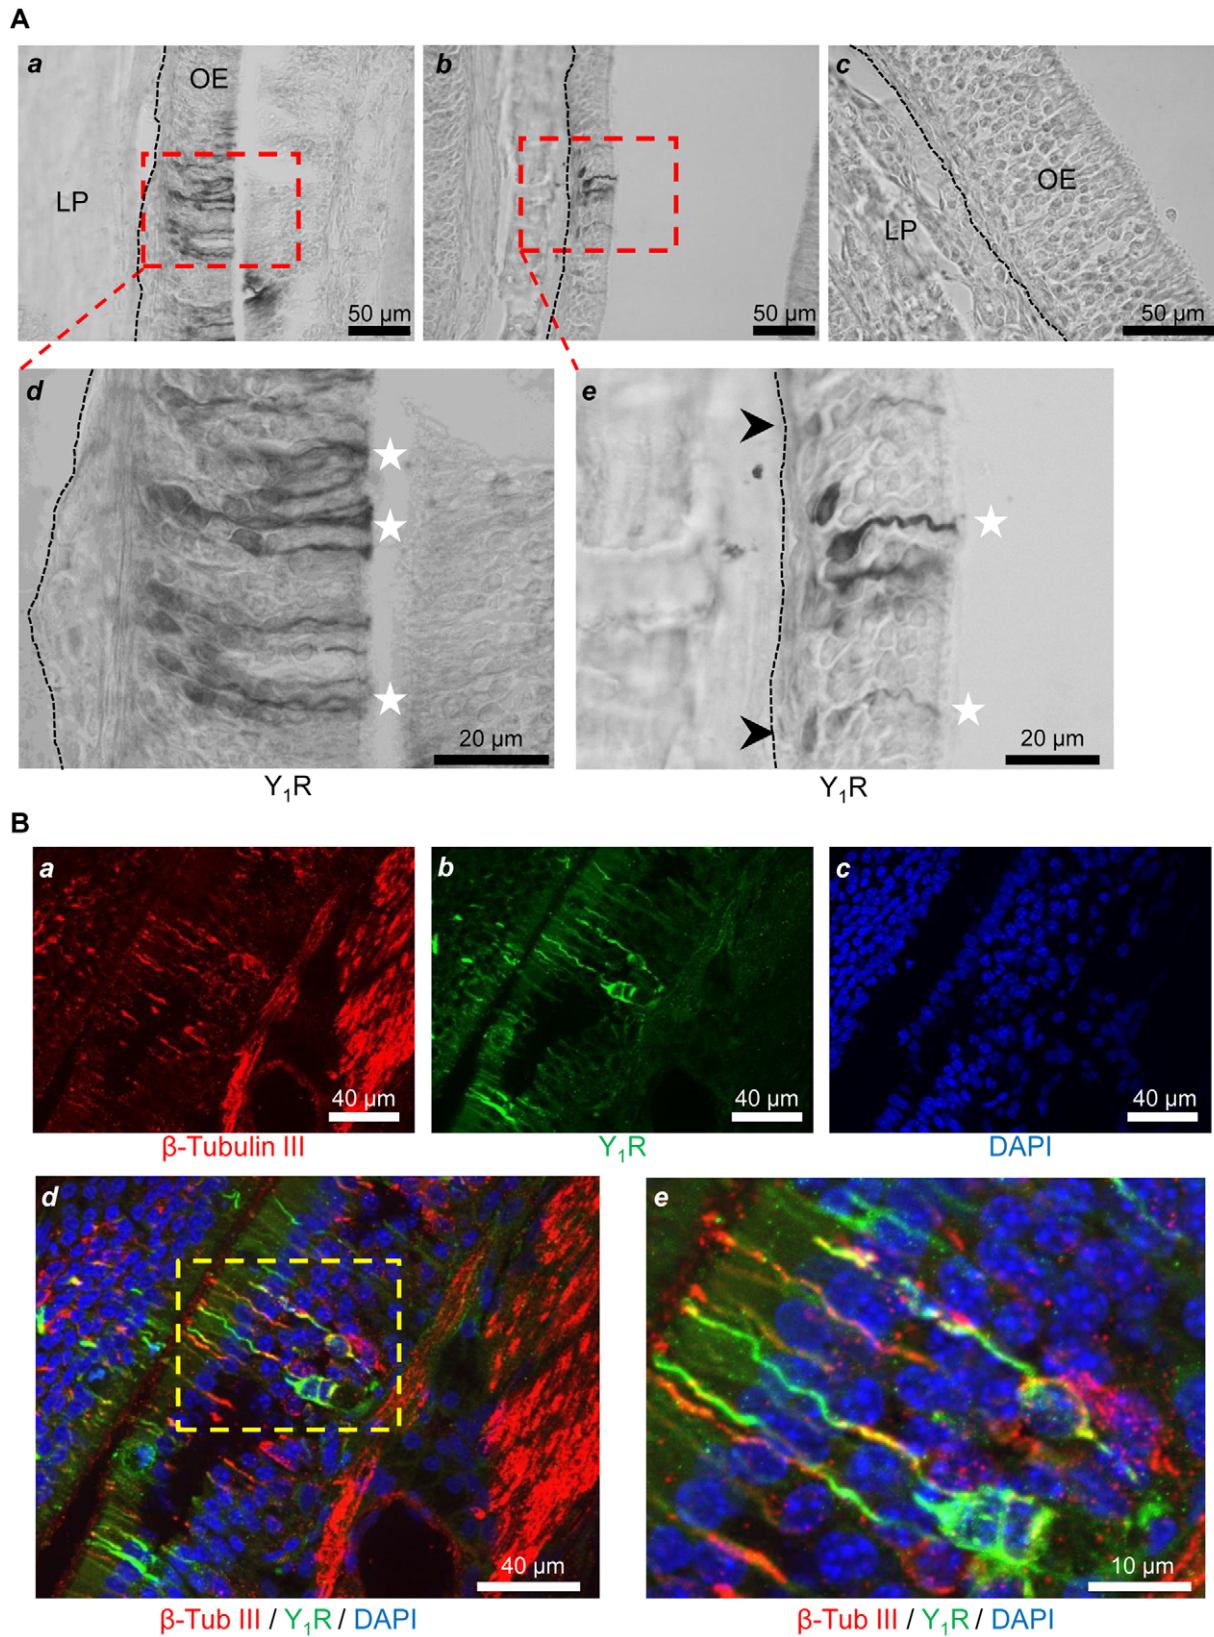 A
a
OE
LP
50 µm
b
50 µm
c
OE
LP
50 µm
d
20 µm
Y₁R
e
20 µm
Y₁R
B
a
40 µm
β-Tubulin III
b
40 µm
Y₁R
c
40 µm
DAPI
d
40 µm
β-Tub III / Y₁R / DAPI
e
10 µm
β-Tub III / Y₁R / DAPI